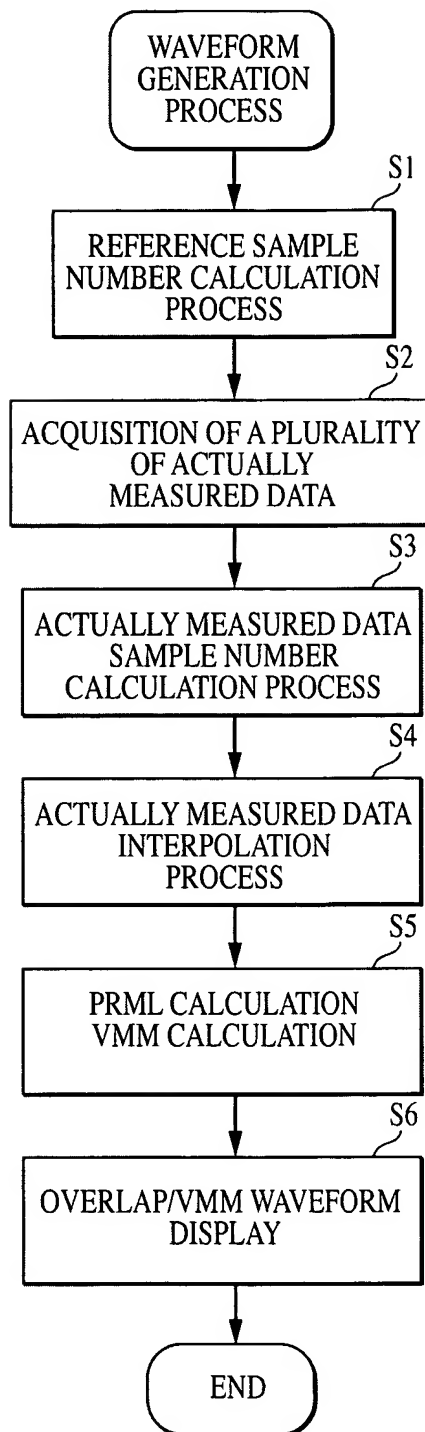 WAVEFORM
GENERATION
PROCESS
S1
REFERENCE SAMPLE
NUMBER CALCULATION
PROCESS
S2
ACQUISITION OF A PLURALITY
OF ACTUALLY
MEASURED DATA
S3
ACTUALLY MEASURED DATA
SAMPLE NUMBER
CALCULATION PROCESS
S4
ACTUALLY MEASURED DATA
INTERPOLATION
PROCESS
S5
PRML CALCULATION
VMM CALCULATION
S6
OVERLAP/VMM WAVEFORM
DISPLAY
END